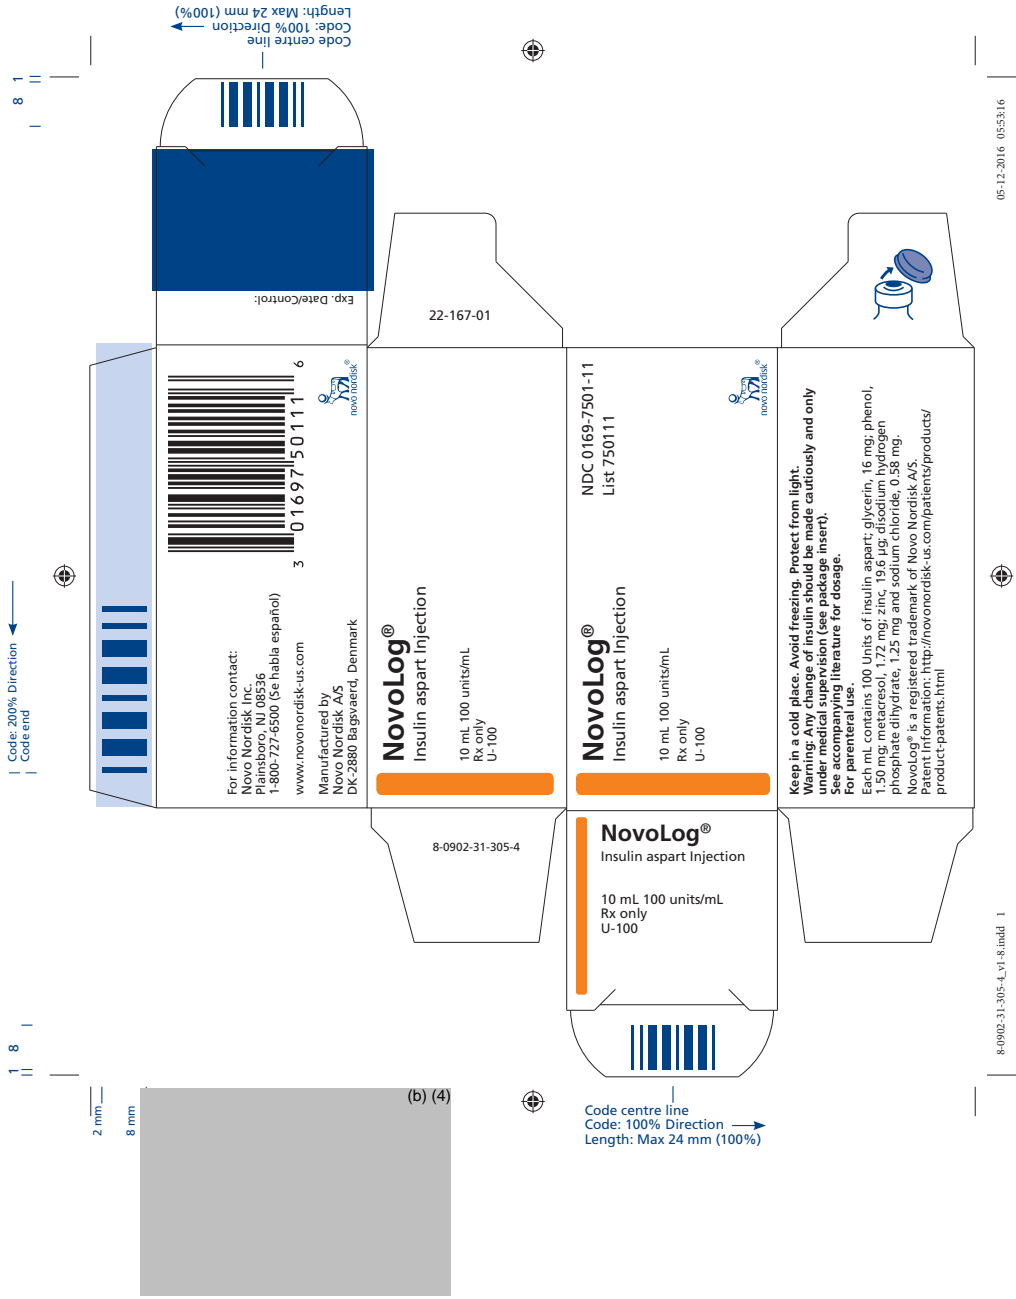 Code centre line
Code: 100% Direction
Length: Max 24 mm (100%)
8 1
05-12-2016 05:53:16
Exp. Date/Control:
22-167-01
3 01697 50111 6
novo nordisk®
For information contact:
Novo Nordisk Inc.
Plainsboro, NJ 08536
1-800-727-6500 (Se habla español)
www.novonordisk-us.com
Manufactured by
Novo Nordisk A/S
DK-2880 Bagsvaerd, Denmark
Code: 200% Direction
Code end
NovoLog®
Insulin aspart Injection
10 mL 100 units/mL
Rx only
U-100
NDC 0169-7501-11
List 750111
novo nordisk®
NovoLog®
Insulin aspart Injection
10 mL 100 units/mL
Rx only
U-100
Keep in a cold place. Avoid freezing. Protect from light.
Warning: Any change of insulin should be made cautiously and only
under medical supervision (see package insert).
See accompanying literature for dosage.
For parenteral use.
Each mL contains 100 Units of insulin aspart; glycerin, 16 mg; phenol,
1.50 mg; metacresol, 1.72 mg; zinc, 19.6 µg; disodium hydrogen
phosphate dihydrate, 1.25 mg and sodium chloride, 0.58 mg.
NovoLog® is a registered trademark of Novo Nordisk A/S.
Patent Information: http://novonordisk-us.com/patients/products/
product-patents.html
8-0902-31-305-4
NovoLog®
Insulin aspart Injection
10 mL 100 units/mL
Rx only
U-100
8-0902-31-305-4_v1-8.indd 1
1 8
2 mm
8 mm
(b) (4)
Code centre line
Code: 100% Direction
Length: Max 24 mm (100%)